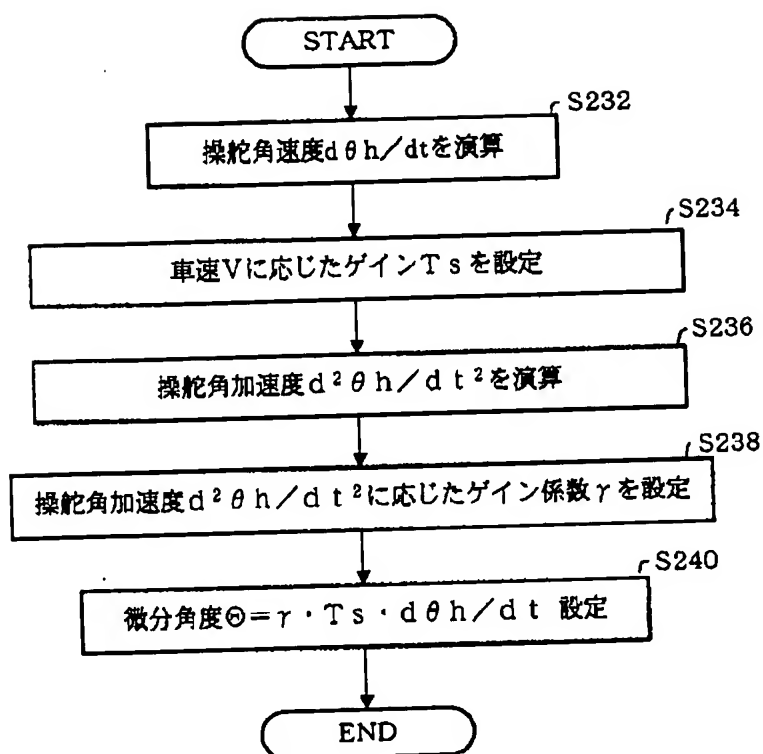 START
S232
操舵角速度dθh/dtを演算
S234
車速Vに応じたゲインTsを設定
S236
操舵角加速度d²θh/dt²を演算
S238
操舵角加速度d²θh/dt²に応じたゲイン係数γを設定
S240
微分角度Θ=γ・Ts・dθh/dt 設定
END